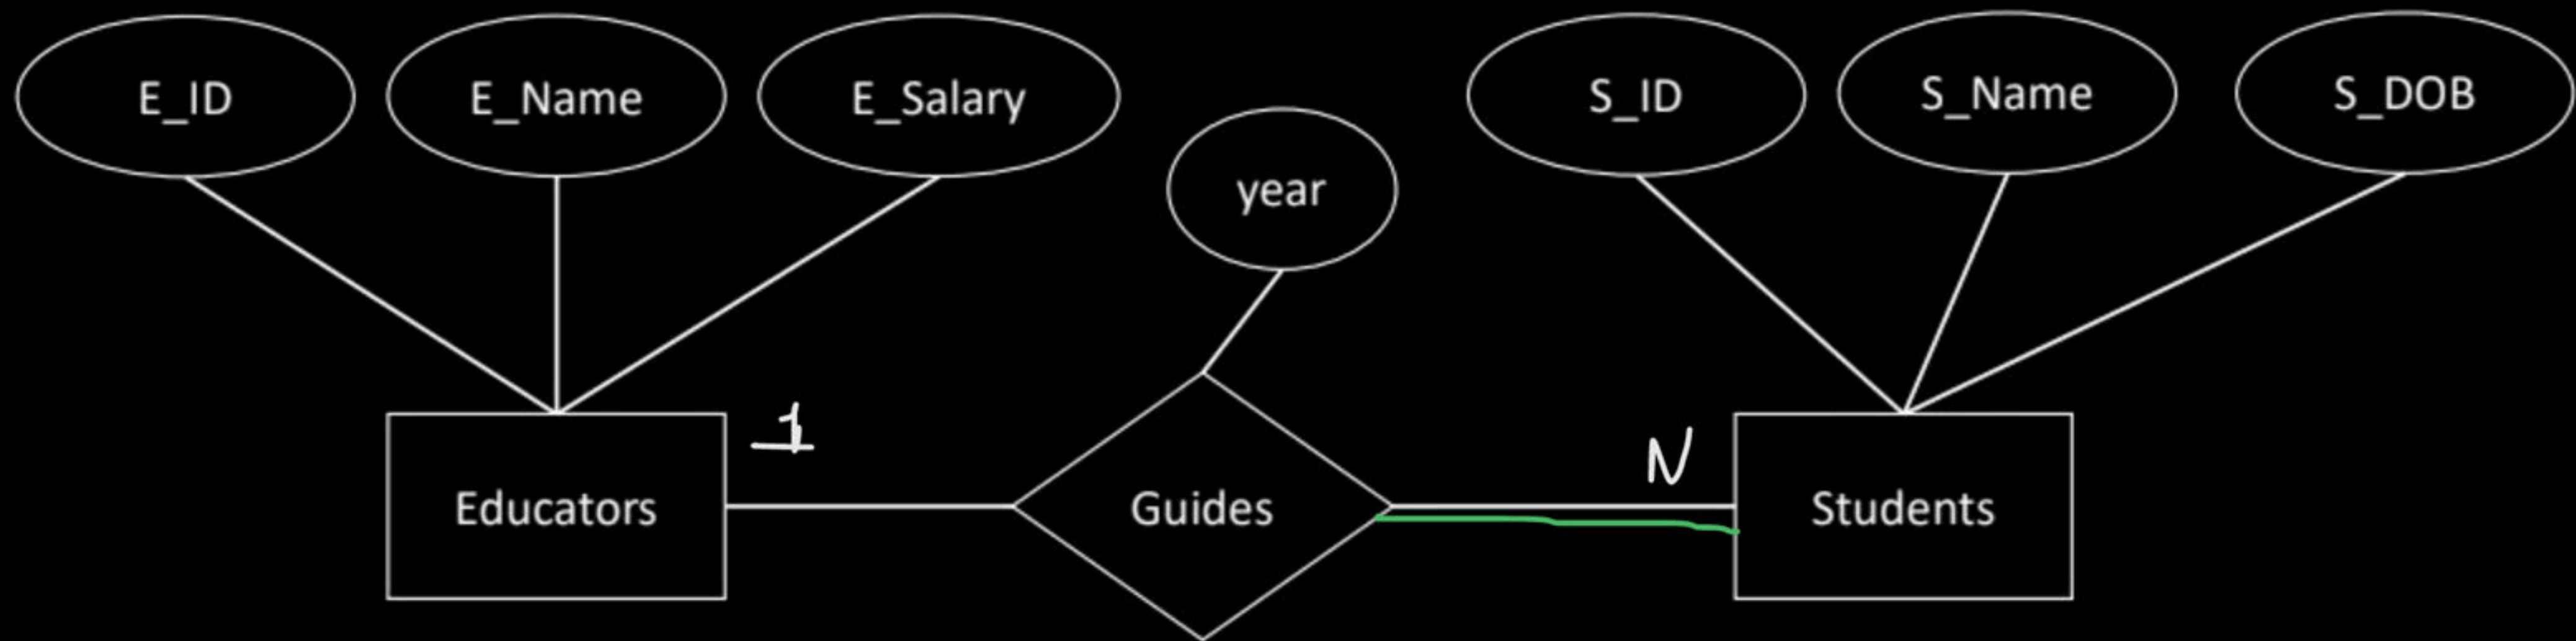 E_ID
E_Name
E_Salary
year
S_ID
S_Name
S_DOB
1
N
Educators
Guides
Students